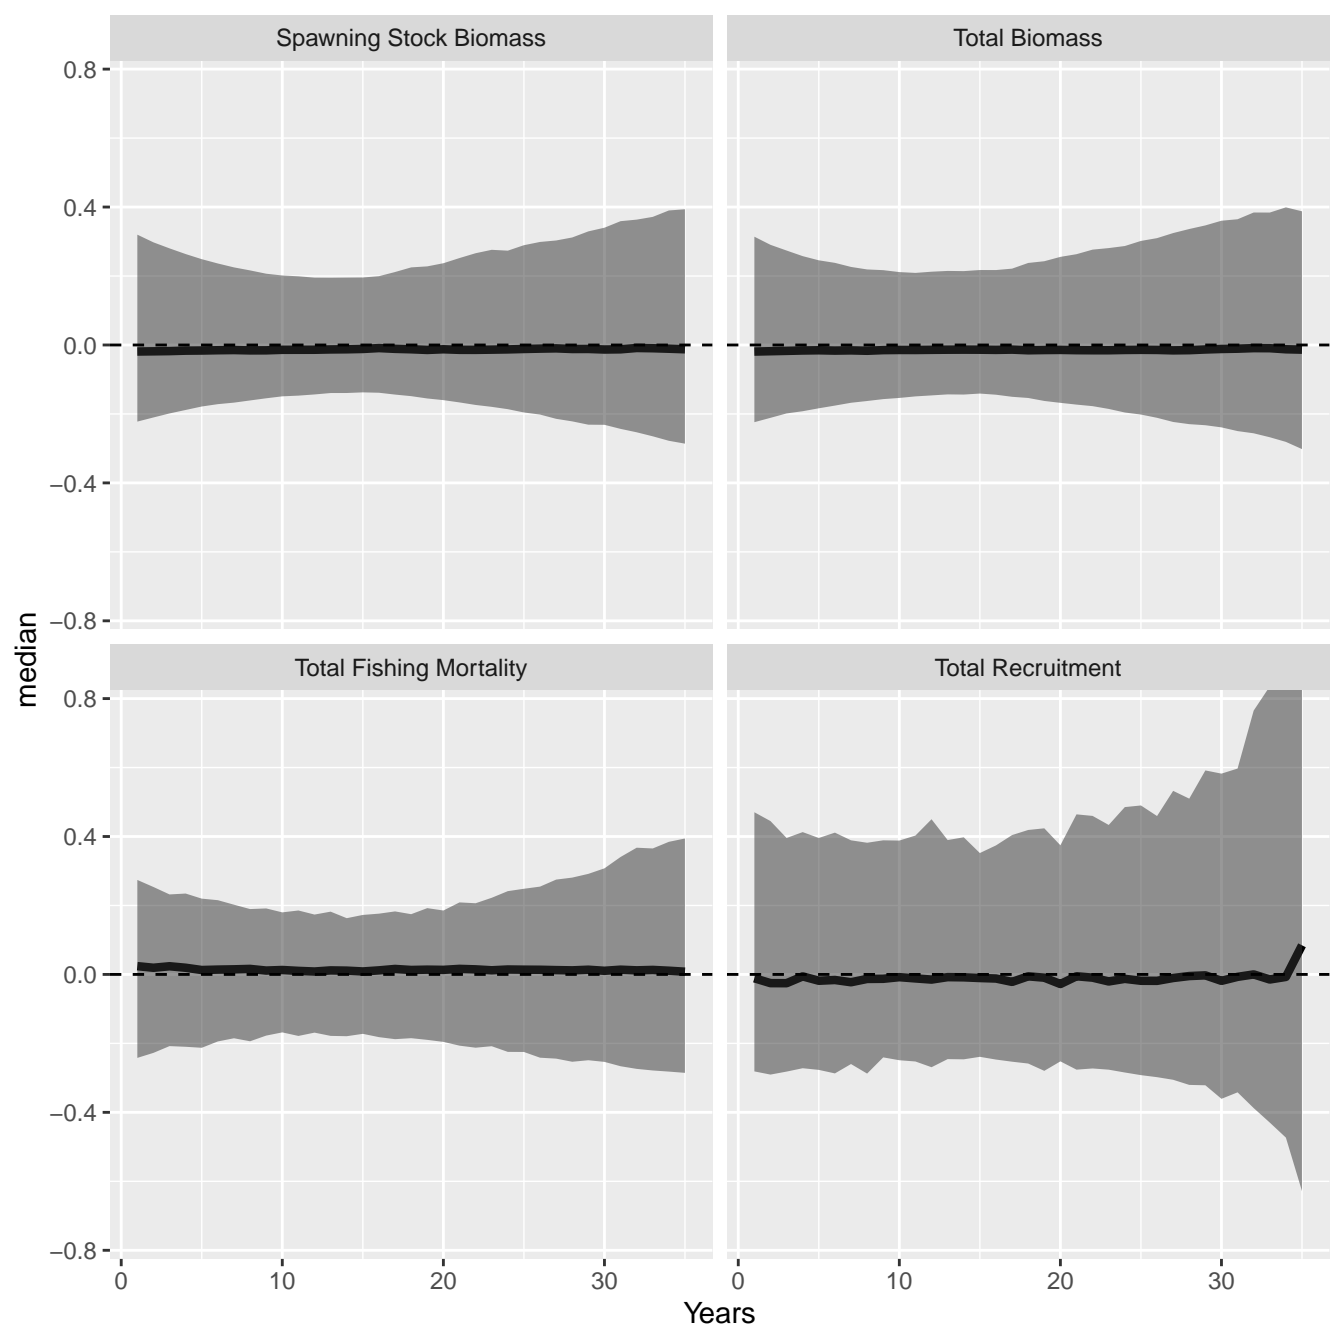 Spawning Stock Biomass
Total Biomass
0.8
0.4
0.0
−0.4
−0.8
median
Total Fishing Mortality
Total Recruitment
0.8
0.4
0.0
−0.4
−0.8
0 10 20 30
0 10 20 30
Years